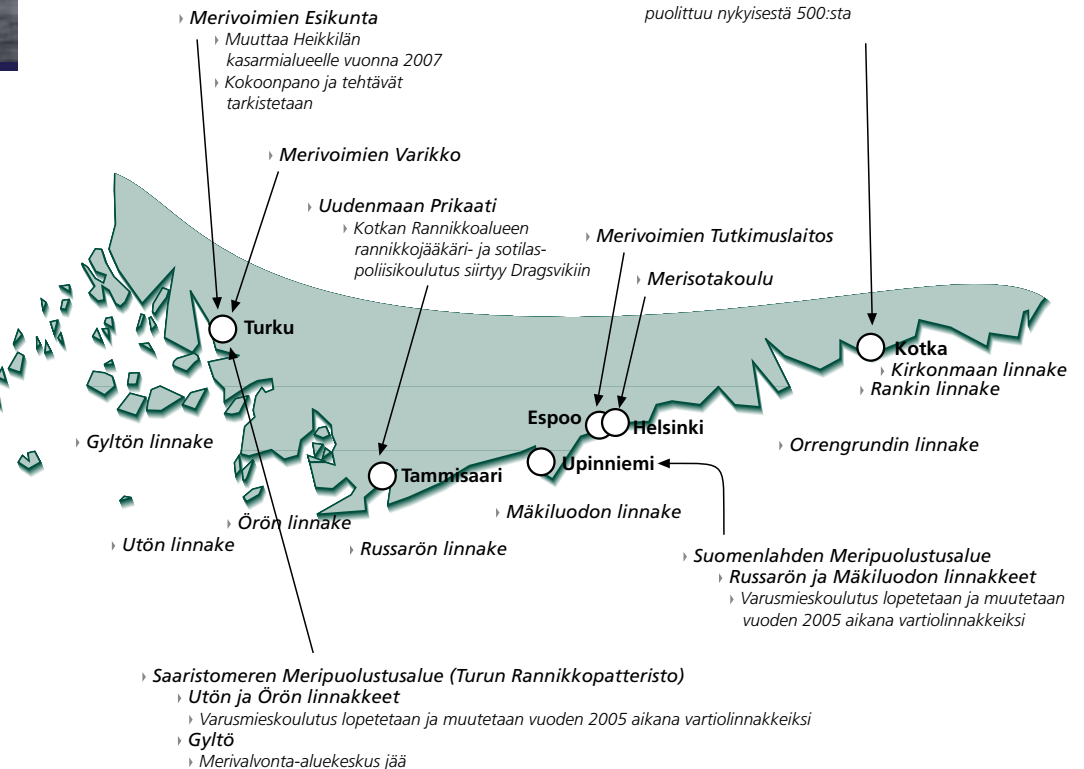 puolittuu nykyisestä 500:sta
Merivoimien Esikunta
Muuttaa Heikkilän
kasarmialueelle vuonna 2007
Kokoonpano ja tehtävät
tarkistetaan
Merivoimien Varikko
Uudenmaan Prikaati
Kotkan Rannikkoalueen
rannikkojääkäri- ja sotilas-
poliisikoulutus siirtyy Dragsvikiin
Merivoimien Tutkimuslaitos
Merisotakoulu
Turku
Kotka
Kirkonmaan linnake
Rankin linnake
Espoo
Helsinki
Gyltön linnake
Orrengrundin linnake
Upinniemi
Tammisaari
Mäkiluodon linnake
Örön linnake
Utön linnake
Russarön linnake
Suomenlahden Meripuolustusalue
Russarön ja Mäkiluodon linnakkeet
Varusmieskoulutus lopetetaan ja muutetaan
vuoden 2005 aikana vartiolinnakkeiksi
Saaristomeren Meripuolustusalue (Turun Rannikkopatteristo)
Utön ja Örön linnakkeet
Varusmieskoulutus lopetetaan ja muutetaan vuoden 2005 aikana vartiolinnakkeiksi
Gyltö
Merivalvonta-aluekeskus jää